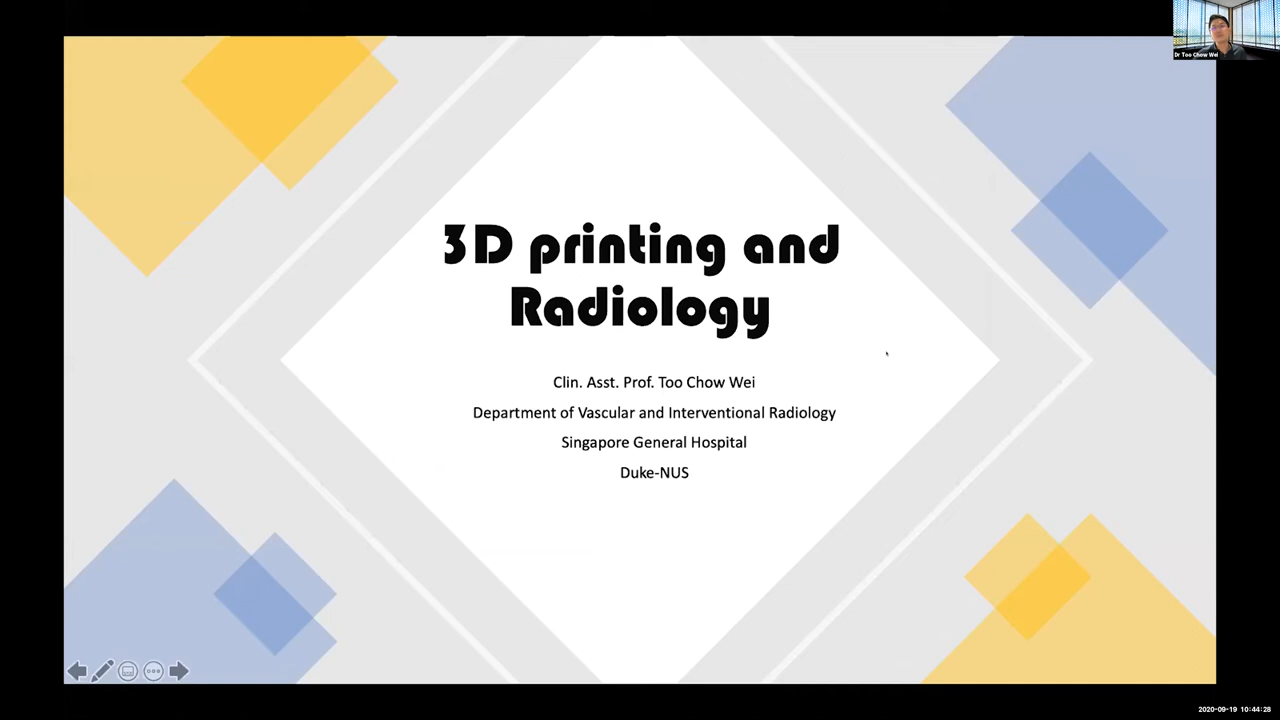 Dr Too Chow Wei
3D printing and
Radiology
Clin. Asst. Prof. Too Chow Wei
Department of Vascular and Interventional Radiology
Singapore General Hospital
Duke-NUS
2020-09-19 10:44:28